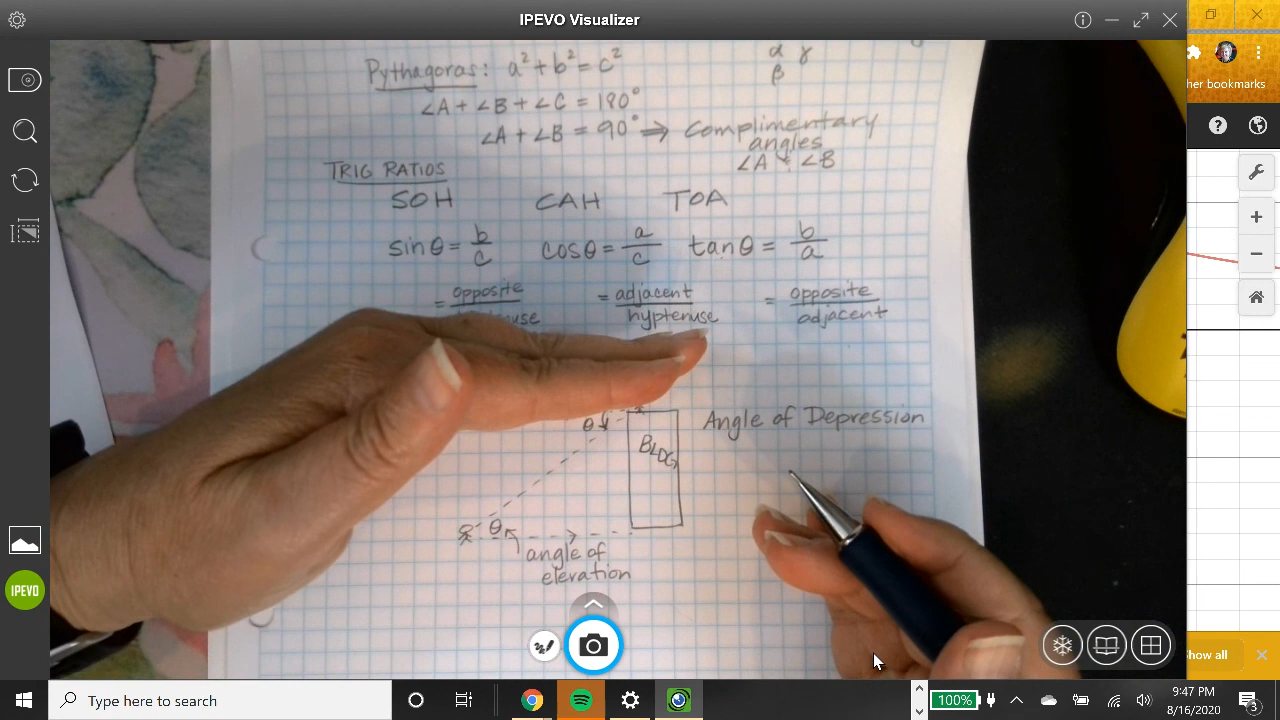 IPEVO Visualizer
Pythagoras: a² + b² = c²
α γ
β
∠A + ∠B + ∠C = 180°
∠A + ∠B = 90° ⇒ Complimentary
angles
∠A & ∠B
TRIG RATIOS
SOH CAH TOA
sinθ = b/c cosθ = a/c tanθ = b/a
= opposite/ = adjacent/hyptenuse = opposite/adjacent
θ
BLDG
Angle of Depression
θ
angle of
elevation
her bookmarks
IPEVO
Show all
Type here to search
100%
9:47 PM
8/16/2020
3